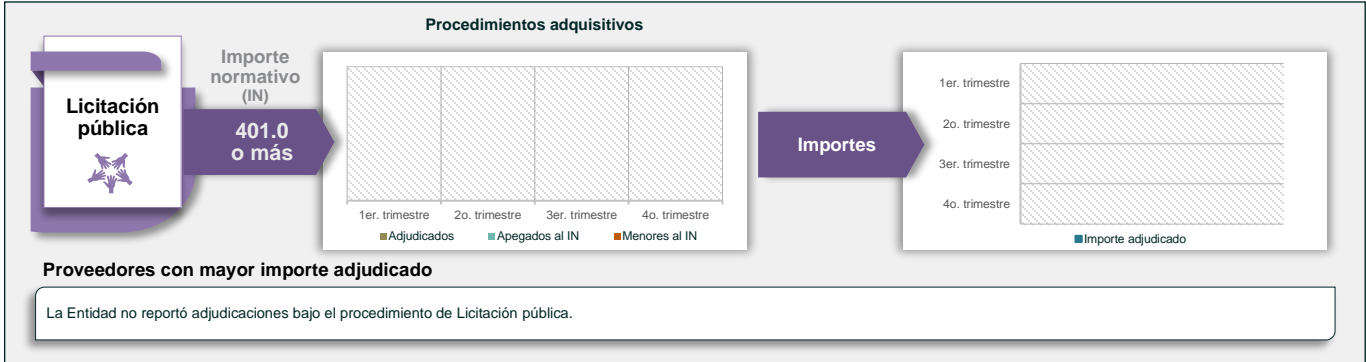 Procedimientos adquisitivos
Licitación
pública
Importe
normativo
(IN)
401.0
o más
1er. trimestre 2o. trimestre 3er. trimestre 4o. trimestre
Adjudicados Apegados al IN Menores al IN
Importes
1er. trimestre
2o. trimestre
3er. trimestre
4o. trimestre
Importe adjudicado
Proveedores con mayor importe adjudicado
La Entidad no reportó adjudicaciones bajo el procedimiento de Licitación pública.